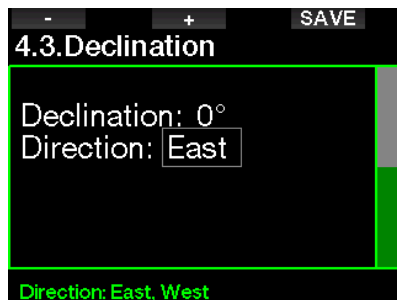 - + SAVE
4.3.Declination
Declination: 0°
Direction: East
Direction: East, West